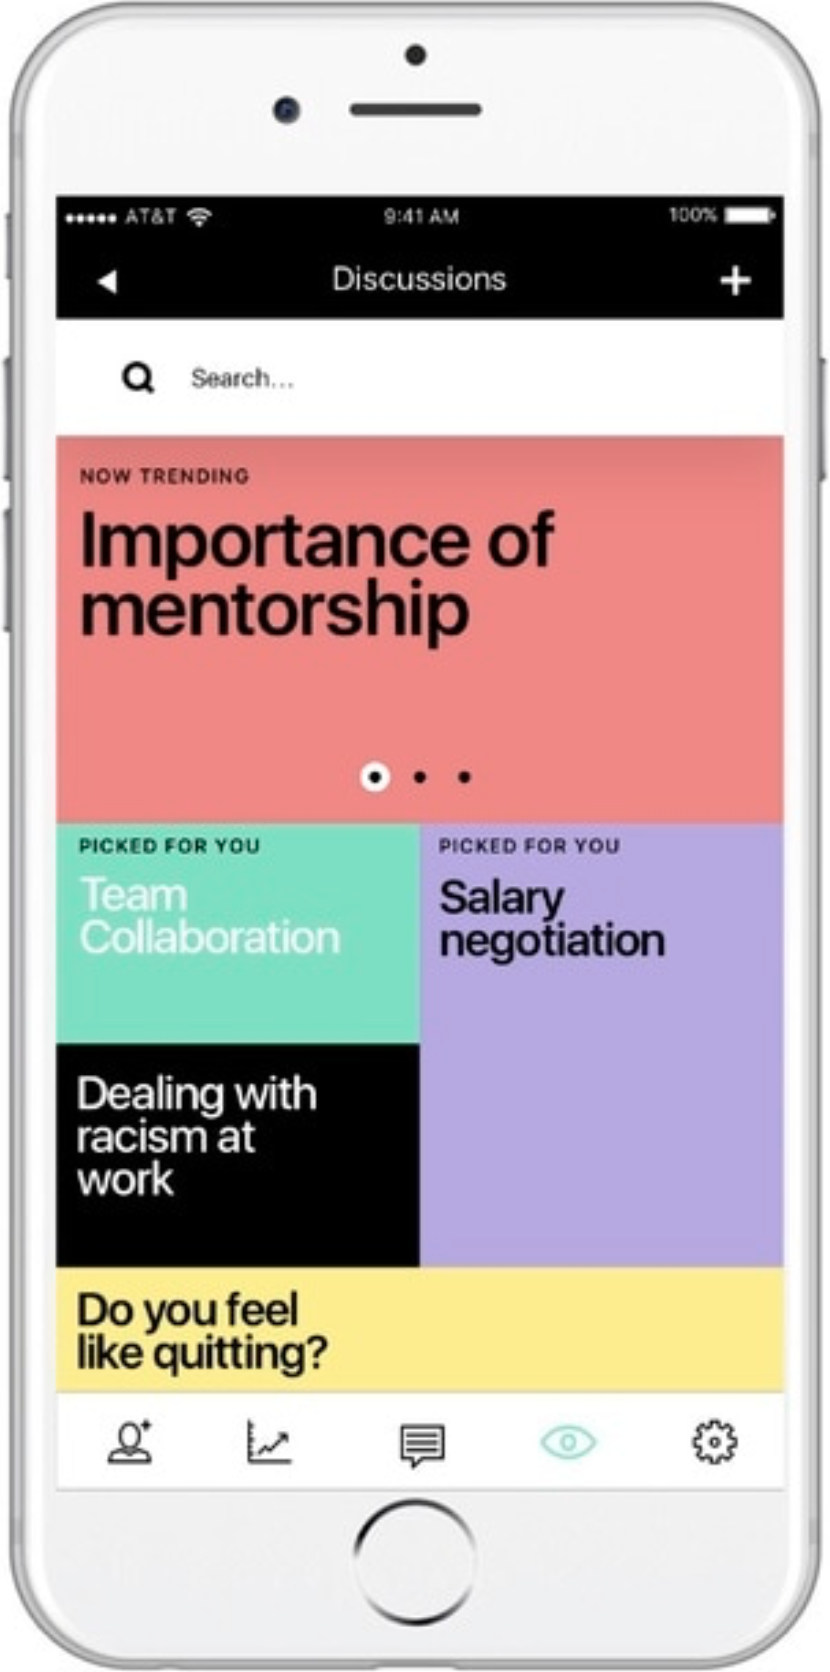 AT&T 9:41 AM 100%
Discussions
Search...
NOW TRENDING
Importance of
mentorship
PICKED FOR YOU
Team
Collaboration
PICKED FOR YOU
Salary
negotiation
Dealing with
racism at
work
Do you feel
like quitting?